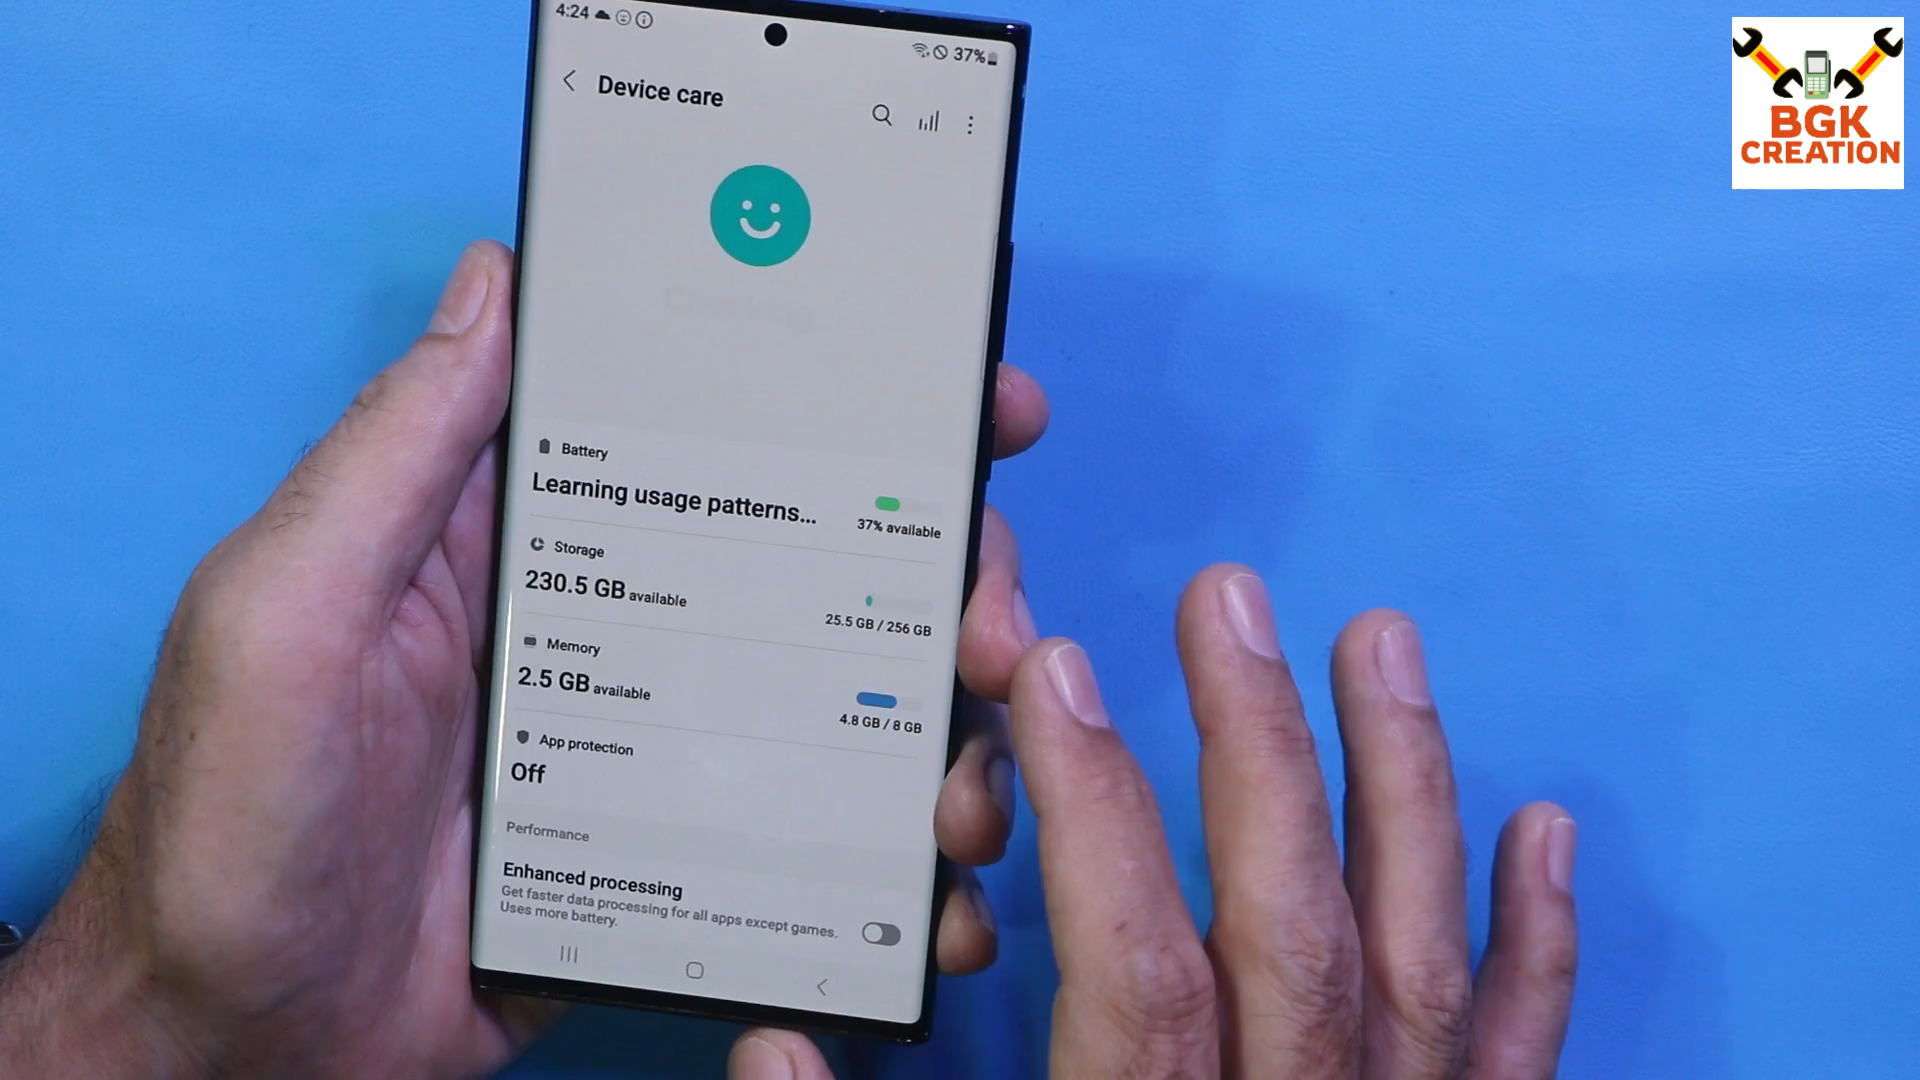 4:24
37%
Device care
Checking...
Battery
Learning usage patterns...
37% available
Storage
230.5 GB available
25.5 GB / 256 GB
Memory
2.5 GB available
4.8 GB / 8 GB
App protection
Off
Performance
Enhanced processing
Get faster data processing for all apps except games.
Uses more battery.
BGK
CREATION